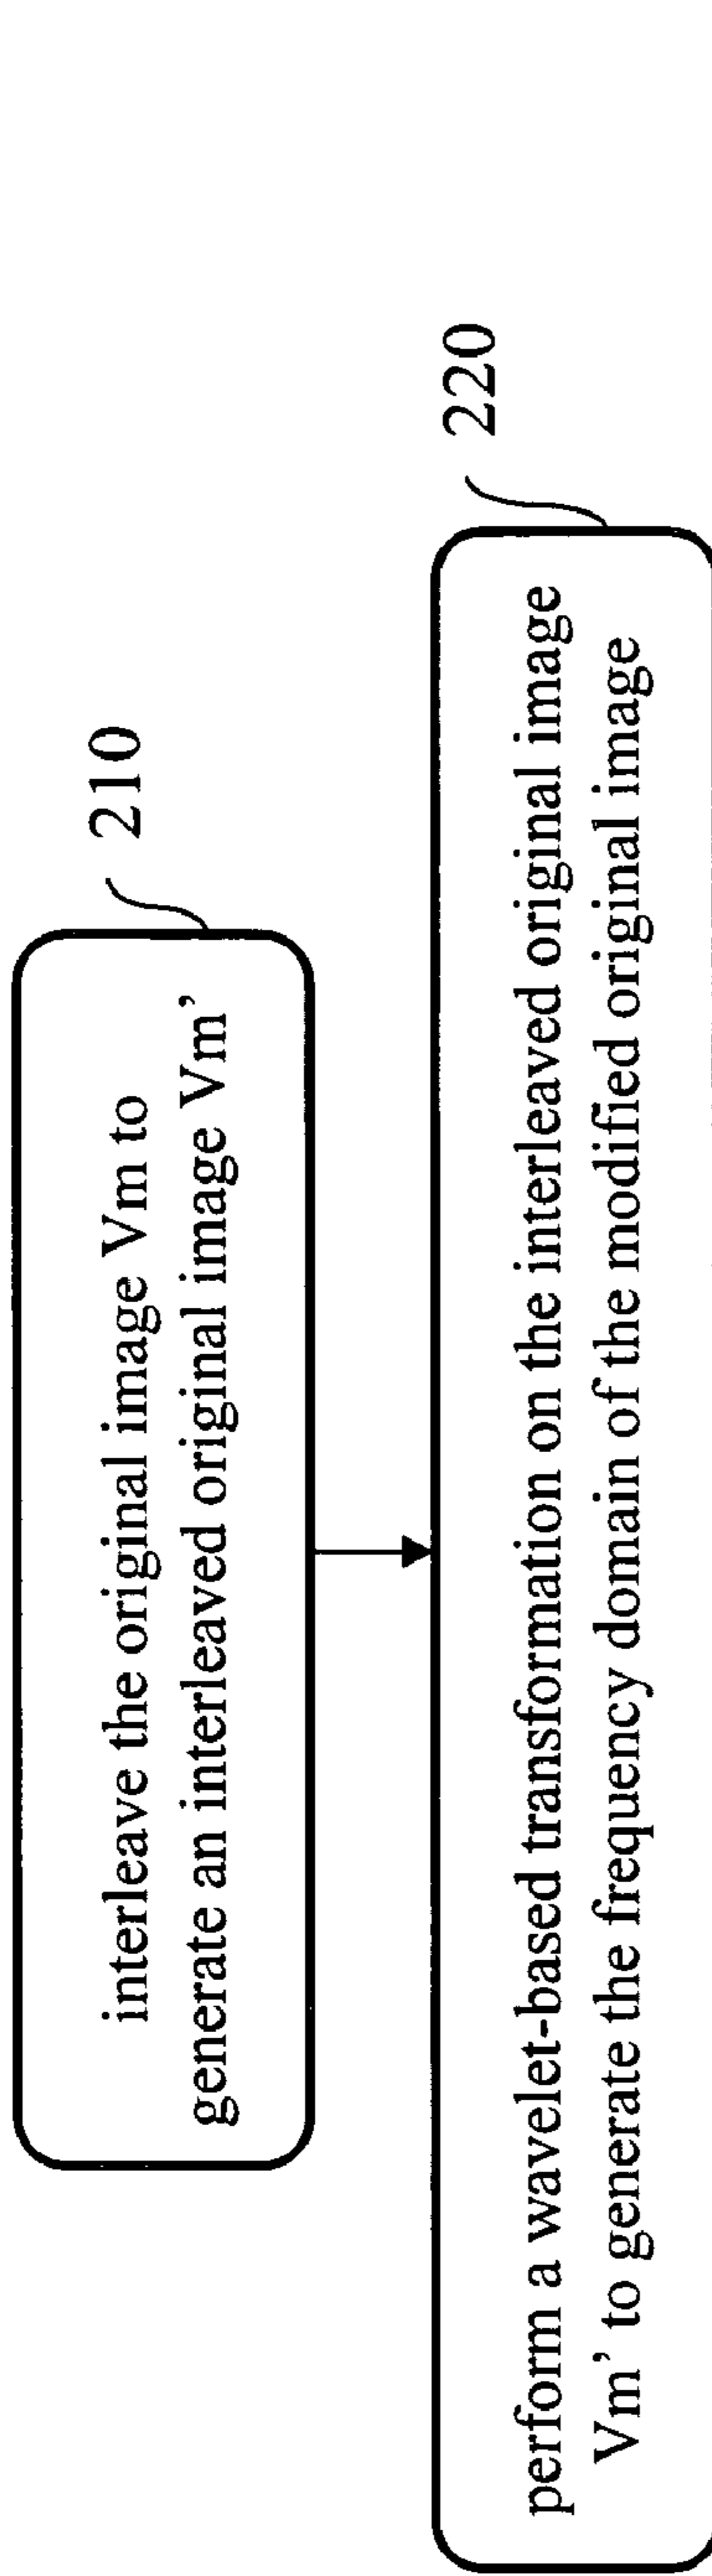 interleave the original image Vm to
generate an interleaved original image Vm’
210
perform a wavelet-based transformation on the interleaved original image
Vm’ to generate the frequency domain of the modified original image
220